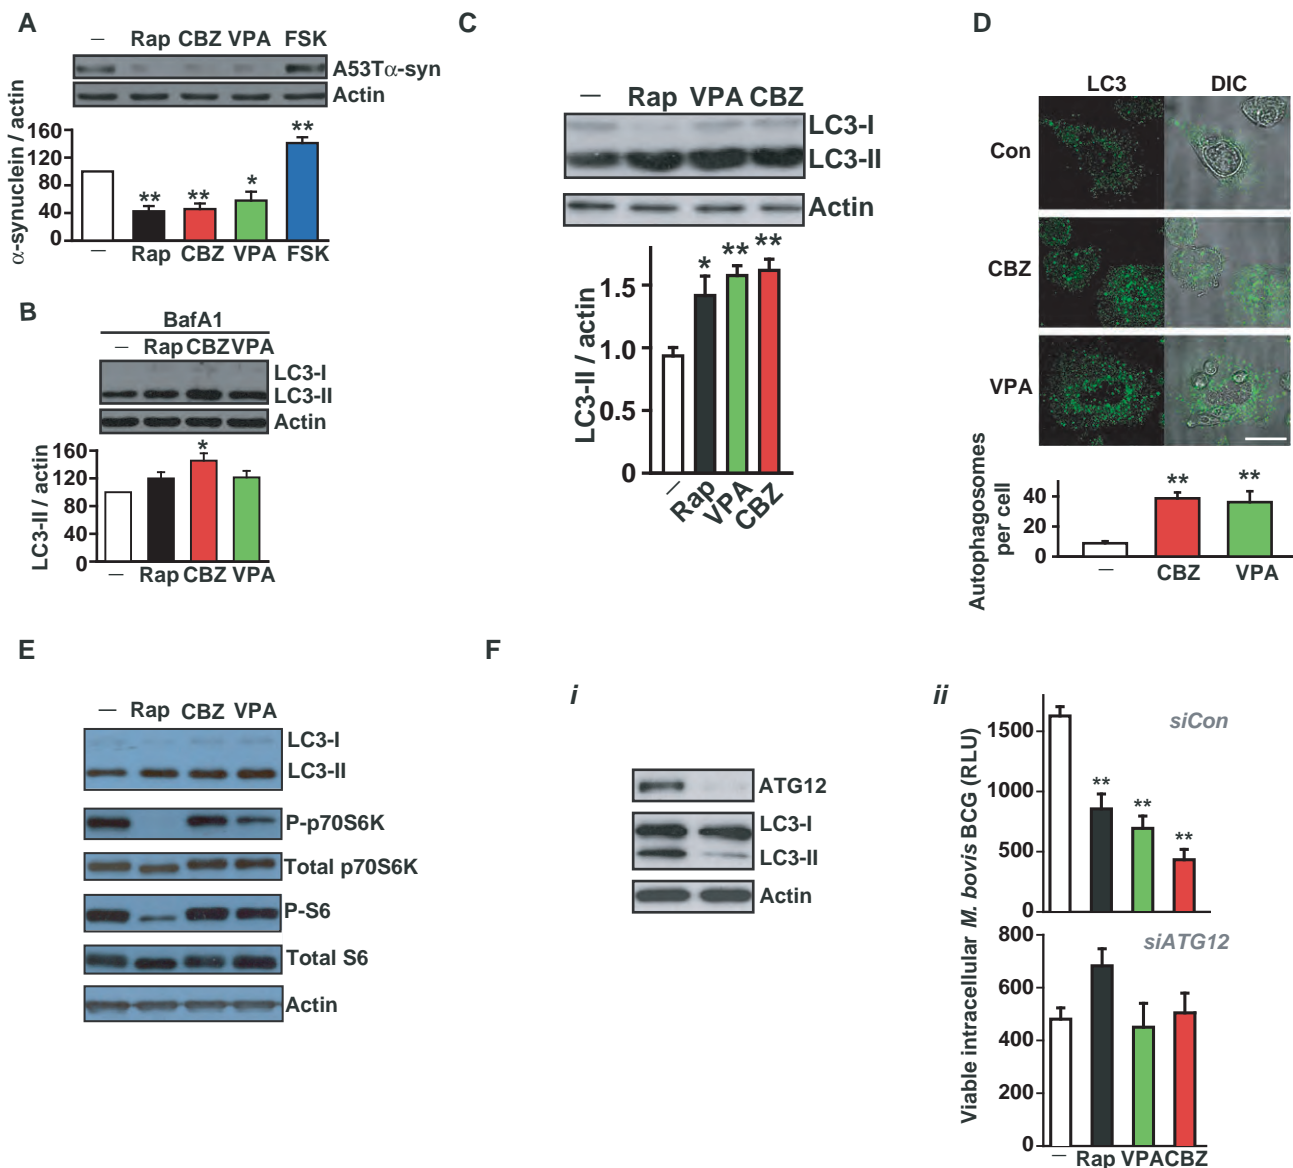 A
– Rap CBZ VPA FSK
A53Tα-syn
Actin
α-synuclein / actin
160
120
80
40
0
** ** * **
– Rap CBZ VPA FSK
B
BafA1
– Rap CBZ VPA
LC3-I
LC3-II
Actin
LC3-II / actin
160
120
80
40
0
*
– Rap CBZ VPA
C
– Rap VPA CBZ
LC3-I
LC3-II
Actin
LC3-II / actin
1.5
1.0
0.5
0
* ** **
– Rap VPA CBZ
D
LC3 DIC
Con
CBZ
VPA
Autophagosomes
per cell
40
20
0
** **
– CBZ VPA
E
– Rap CBZ VPA
LC3-I
LC3-II
P-p70S6K
Total p70S6K
P-S6
Total S6
Actin
F
i
ATG12
LC3-I
LC3-II
Actin
ii
Viable intracellular M. bovis BCG (RLU)
siCon
1500
1000
500
0
** ** **
siATG12
800
600
400
200
0
– Rap VPACBZ